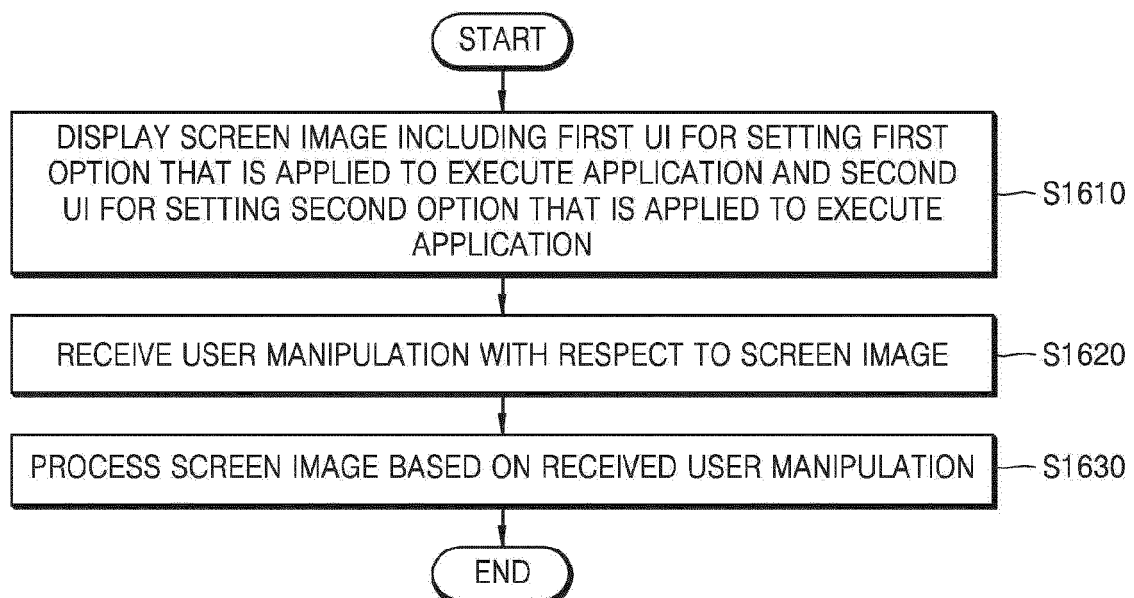 START
DISPLAY SCREEN IMAGE INCLUDING FIRST UI FOR SETTING FIRST
OPTION THAT IS APPLIED TO EXECUTE APPLICATION AND SECOND
UI FOR SETTING SECOND OPTION THAT IS APPLIED TO EXECUTE
APPLICATION
S1610
RECEIVE USER MANIPULATION WITH RESPECT TO SCREEN IMAGE
S1620
PROCESS SCREEN IMAGE BASED ON RECEIVED USER MANIPULATION
S1630
END